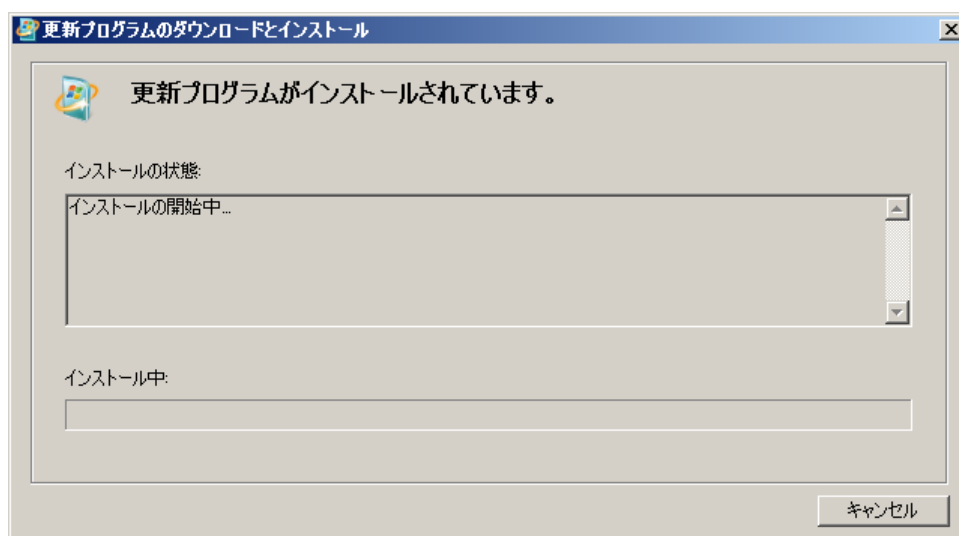 更新プログラムのダウンロードとインストール
更新プログラムがインストールされています。
インストールの状態:
インストールの開始中...
インストール中:
キャンセル